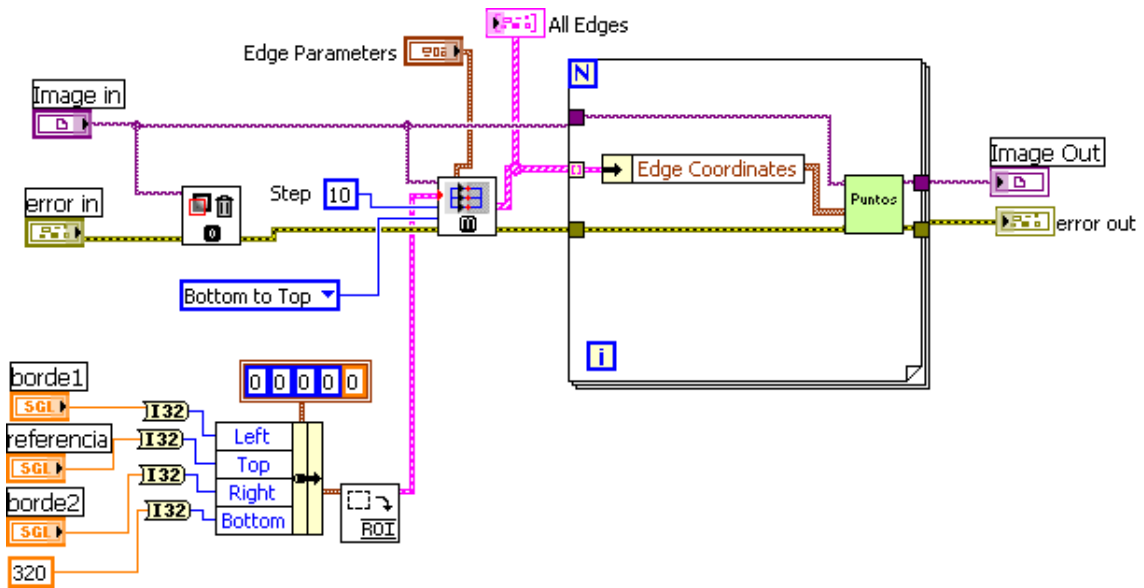 All Edges
Edge Parameters
N
Image in
Edge Coordinates
Image Out
Step 10
Puntos
error in
0
m
error out
Bottom to Top
i
borde1
0 0 0 0 0
SGL
I32
Left
referencia
I32
Top
SGL
I32
Right
borde2
I32
Bottom
SGL
ROI
320